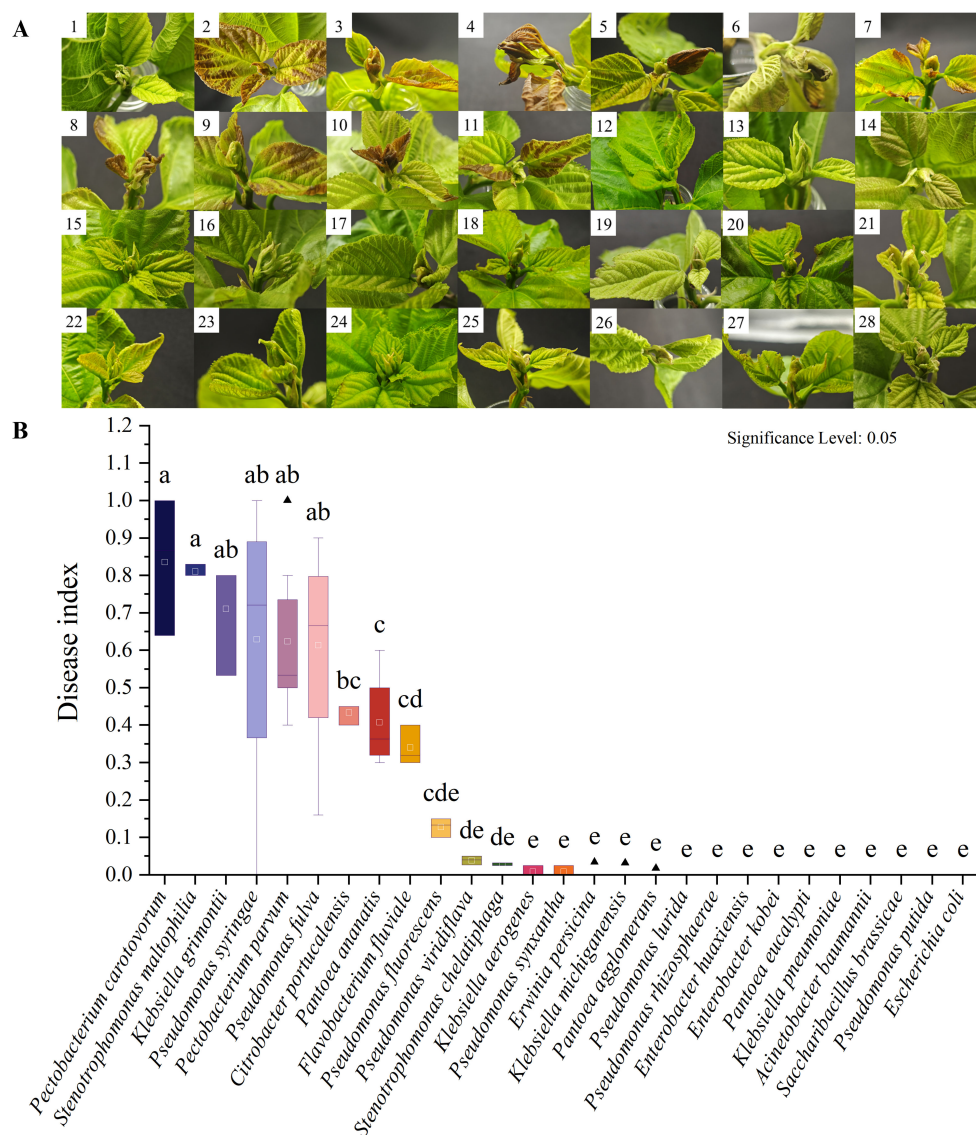 A
1 2 3 4 5 6 7
8 9 10 11 12 13 14
15 16 17 18 19 20 21
22 23 24 25 26 27 28
B
Significance Level: 0.05
Disease index
1.2
1.1
1.0
0.9
0.8
0.7
0.6
0.5
0.4
0.3
0.2
0.1
0.0
a a ab ab ab ab bc c cd cde de de e e e e e e e e e e e e e e e
Pectobacterium carotovorum
Stenotrophomonas maltophilia
Klebsiella grimontii
Pseudomonas syringae
Pectobacterium parvum
Pseudomonas fulva
Citrobacter portucalensis
Pantoea ananatis
Flavobacterium fluviale
Pseudomonas fluorescens
Pseudomonas viridiflava
Stenotrophomonas chelatiphaga
Klebsiella aerogenes
Pseudomonas synxantha
Erwinia persicina
Klebsiella michiganensis
Pantoea agglomerans
Pseudomonas lurida
Pseudomonas rhizosphaerae
Enterobacter huaxiensis
Enterobacter kobei
Pantoea eucalypti
Klebsiella pneumoniae
Acinetobacter baumannii
Saccharibacillus brassicae
Pseudomonas putida
Escherichia coli